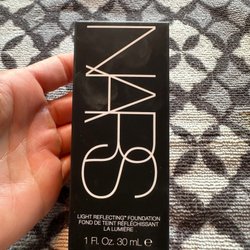 NARS
LIGHT REFLECTING™ FOUNDATION
FOND DE TEINT RÉFLÉCHISSANT
LA LUMIÈRE
1 FL. OZ. 30 mL ℮